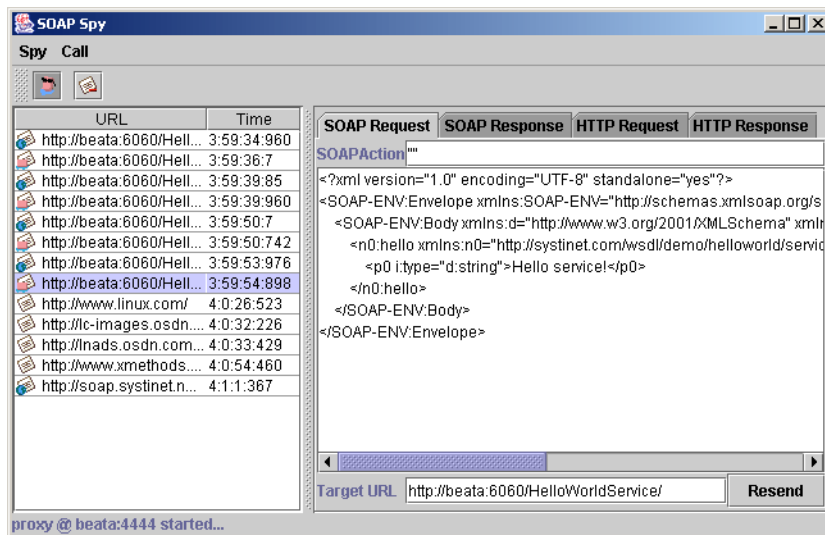 SOAP Spy
Spy Call
URL Time
http://beata:6060/Hell... 3:59:34:960
http://beata:6060/Hell... 3:59:36:7
http://beata:6060/Hell... 3:59:39:85
http://beata:6060/Hell... 3:59:39:960
http://beata:6060/Hell... 3:59:50:7
http://beata:6060/Hell... 3:59:50:742
http://beata:6060/Hell... 3:59:53:976
http://beata:6060/Hell... 3:59:54:898
http://www.linux.com/ 4:0:26:523
http://lc-images.osdn.... 4:0:32:226
http://lnads.osdn.com... 4:0:33:429
http://www.xmethods.... 4:0:54:460
http://soap.systinet.n... 4:1:1:367
SOAP Request SOAP Response HTTP Request HTTP Response
SOAPAction ""
<?xml version="1.0" encoding="UTF-8" standalone="yes"?>
<SOAP-ENV:Envelope xmlns:SOAP-ENV="http://schemas.xmlsoap.org/s
<SOAP-ENV:Body xmlns:d="http://www.w3.org/2001/XMLSchema" xmlr
<n0:hello xmlns:n0="http://systinet.com/wsdl/demo/helloworld/servic
<p0 i:type="d:string">Hello service!</p0>
</n0:hello>
</SOAP-ENV:Body>
</SOAP-ENV:Envelope>
Target URL http://beata:6060/HelloWorldService/ Resend
proxy @ beata:4444 started...